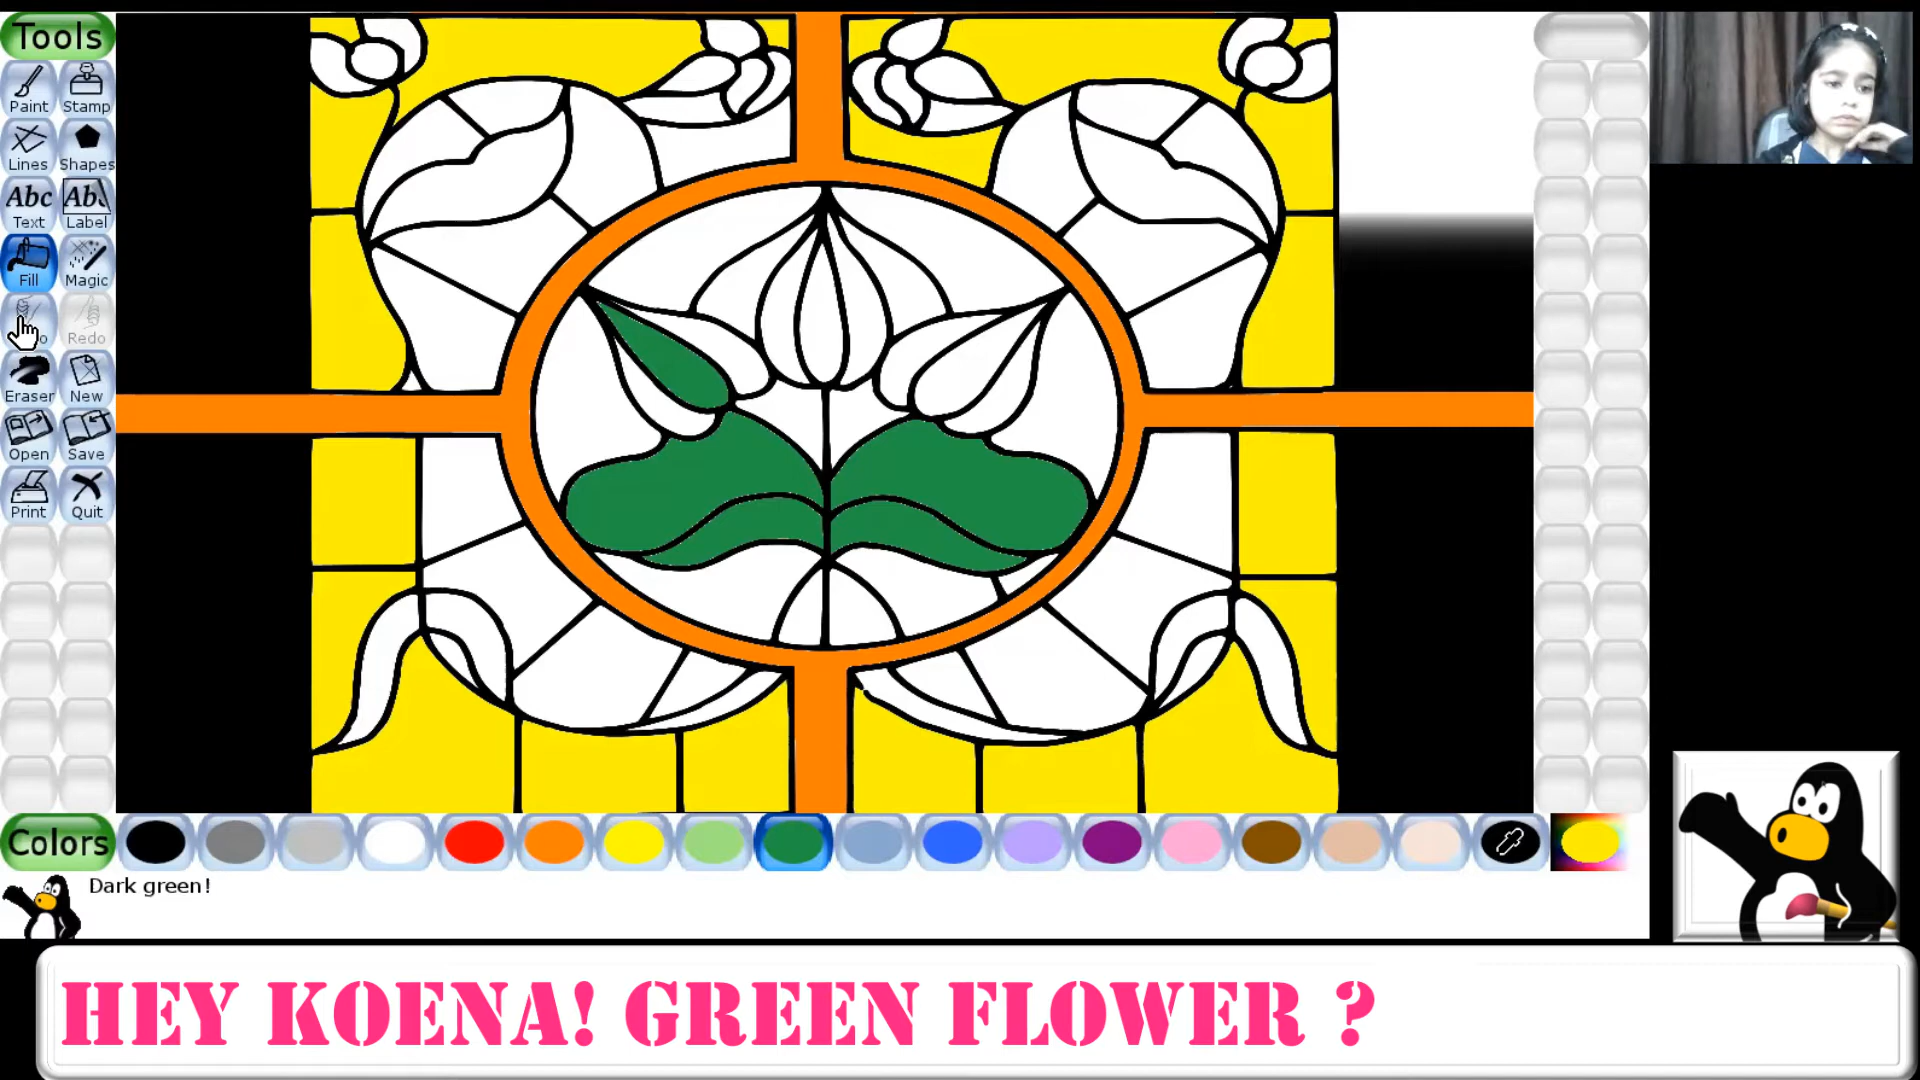 Tools
Paint
Stamp
Lines
Shapes
Abc
Abc
Text
Label
Fill
Magic
Redo
Eraser
New
Open
Save
Print
Quit
Colors
Dark green!
HEY KOENA! GREEN FLOWER ?